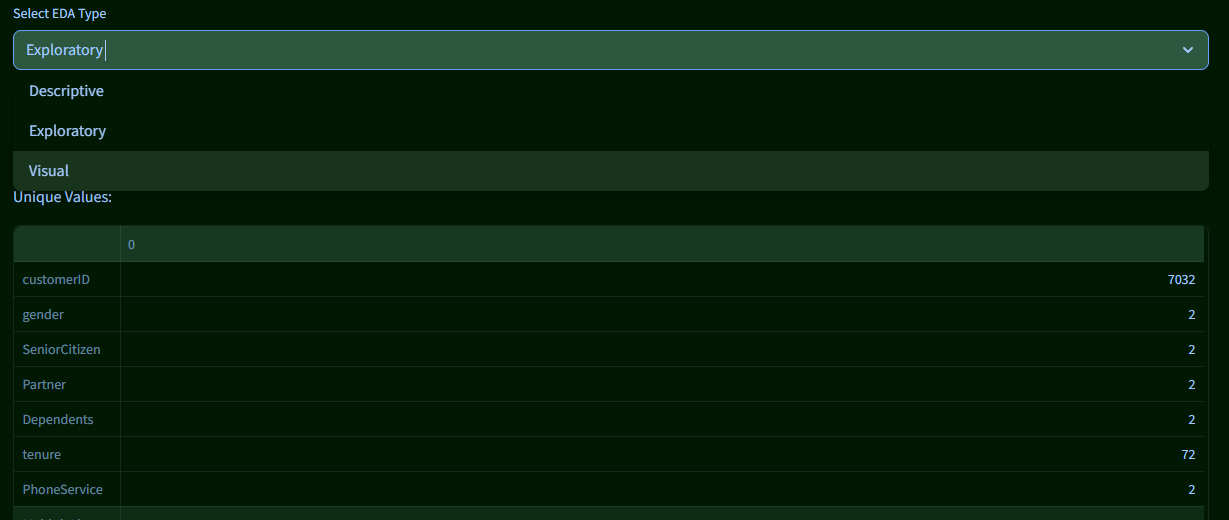 Select EDA Type
Exploratory
Descriptive
Exploratory
Visual
Unique Values:
0
customerID 7032
gender 2
SeniorCitizen 2
Partner 2
Dependents 2
tenure 72
PhoneService 2